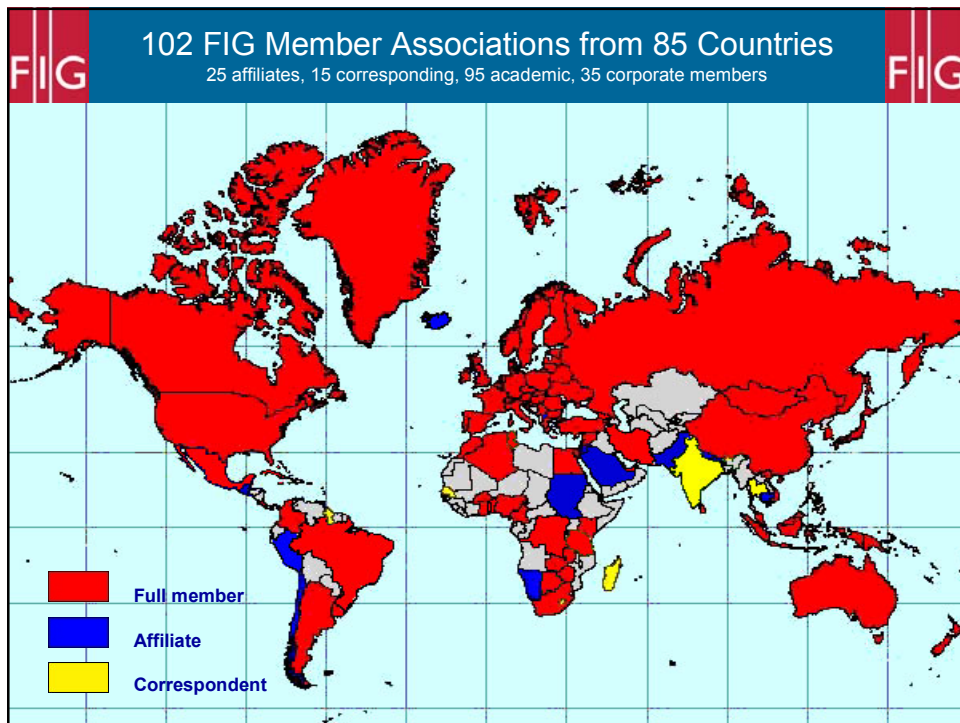 FIG
102 FIG Member Associations from 85 Countries
25 affiliates, 15 corresponding, 95 academic, 35 corporate members
FIG
Full member
Affiliate
Correspondent